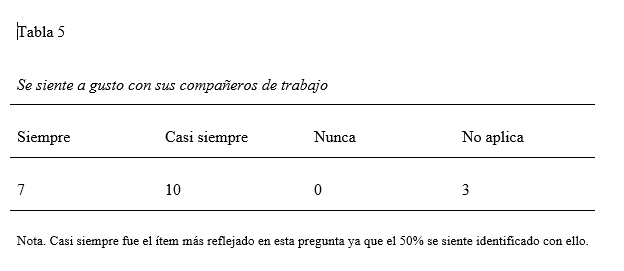 Tabla 5
Se siente a gusto con sus compañeros de trabajo
Siempre Casi siempre Nunca No aplica
7 10 0 3
Nota. Casi siempre fue el ítem más reflejado en esta pregunta ya que el 50% se siente identificado con ello.